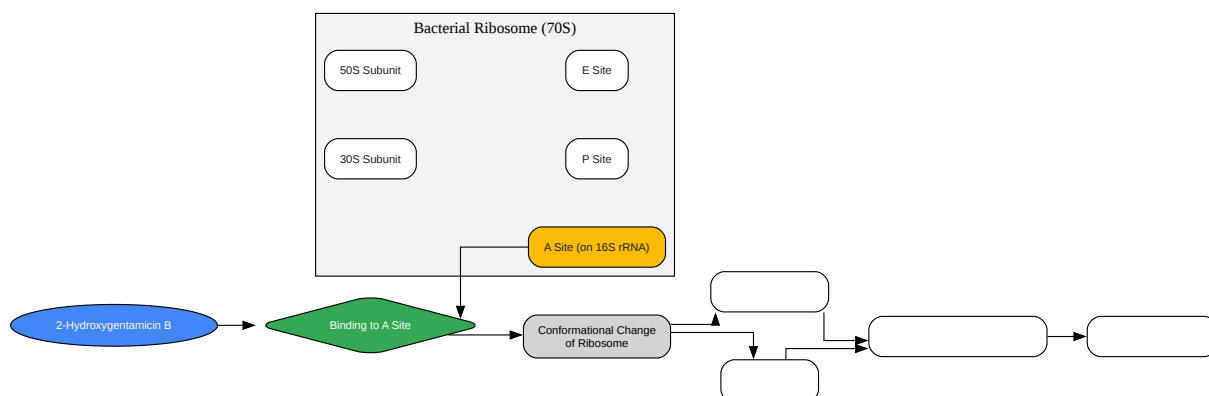 Bacterial Ribosome (70S)
50S Subunit
E Site
30S Subunit
P Site
A Site (on 16S rRNA)
2-Hydroxygentamicin B
Binding to A Site
Conformational Change
of Ribosome